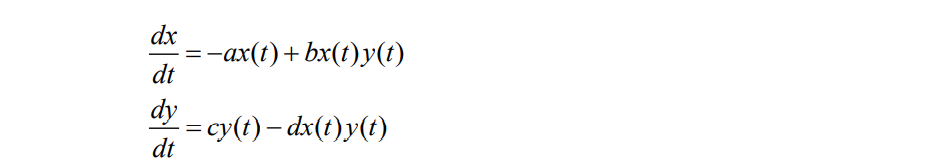 dx/dt = −ax(t) + bx(t)y(t)
dy/dt = cy(t) − dx(t)y(t)